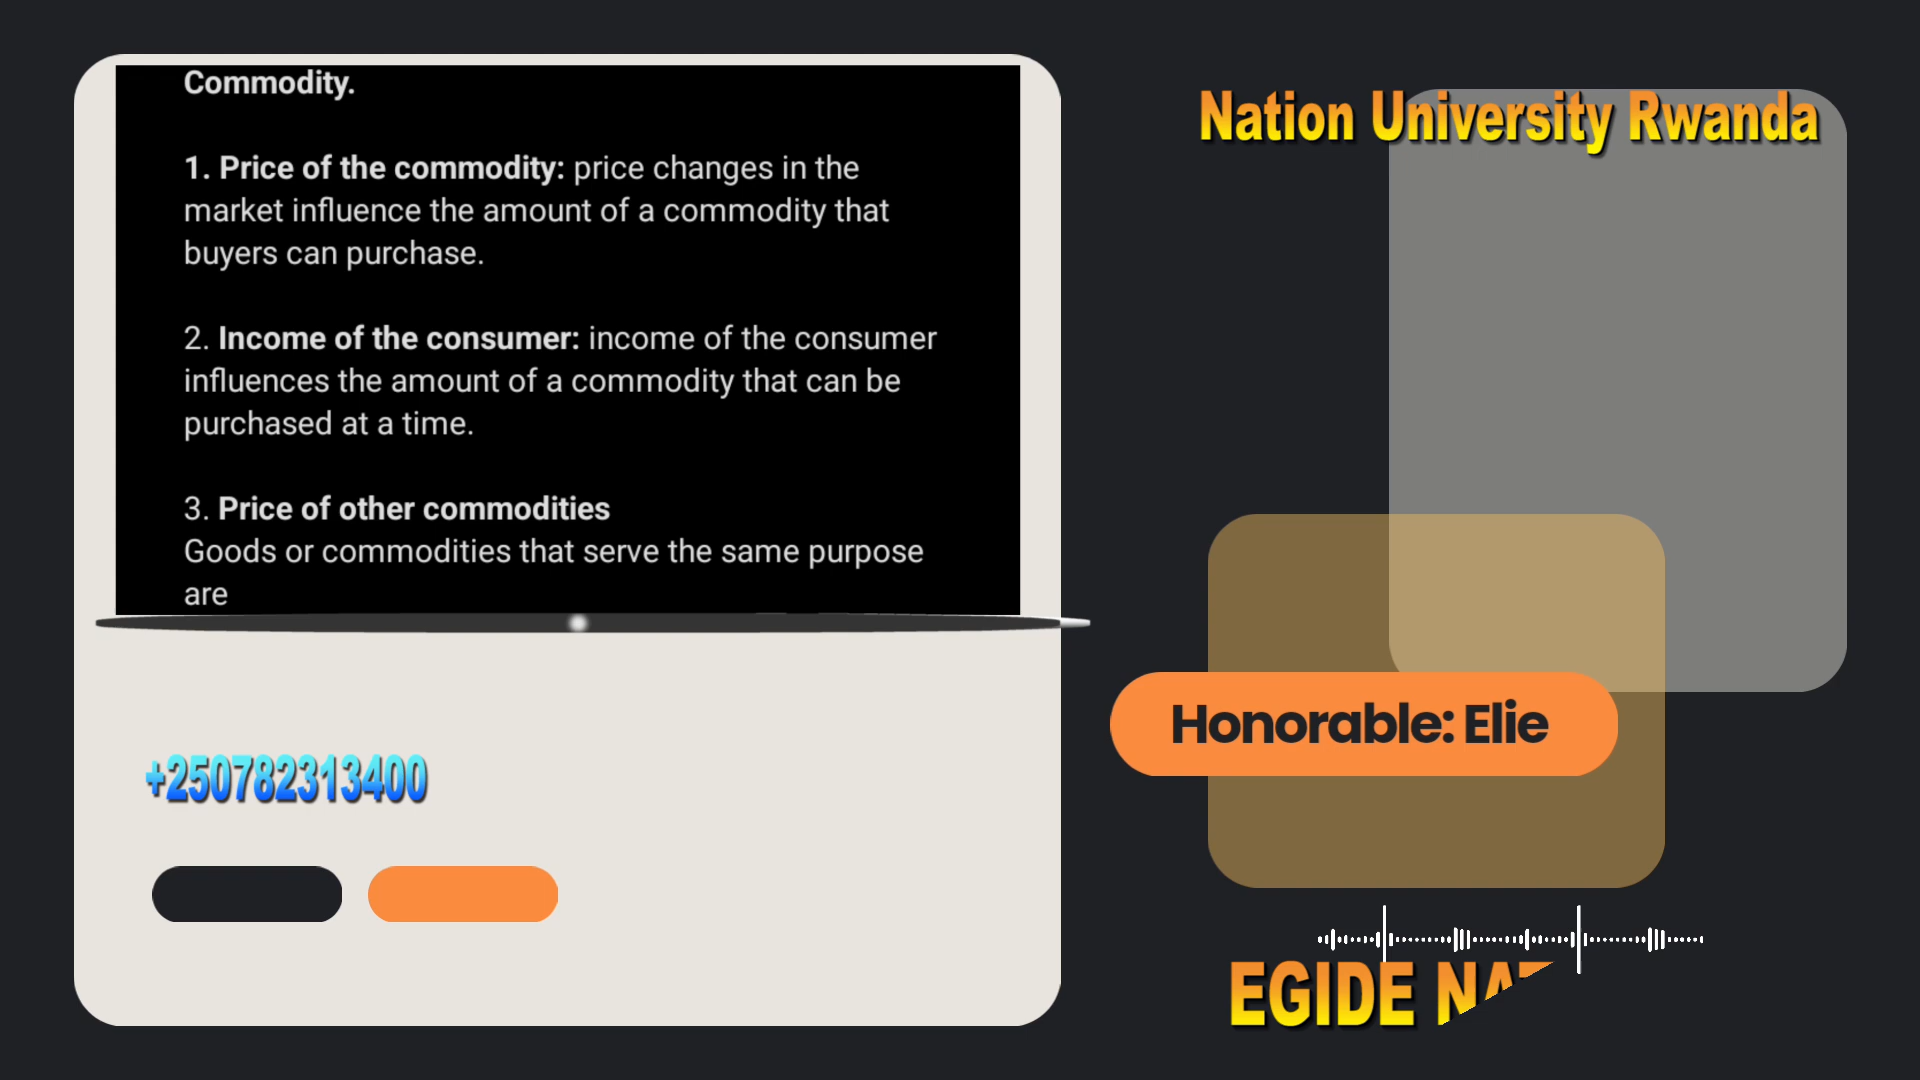 Commodity.
1. Price of the commodity: price changes in the
market influence the amount of a commodity that
buyers can purchase.
2. Income of the consumer: income of the consumer
influences the amount of a commodity that can be
purchased at a time.
3. Price of other commodities
Goods or commodities that serve the same purpose
are
+250782313400
Nation University Rwanda
Honorable: Elie
EGIDE